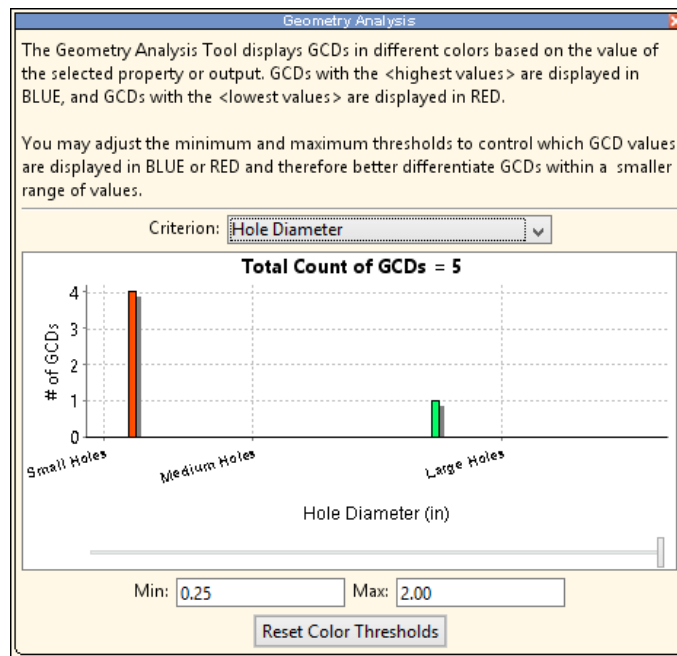 Geometry Analysis
The Geometry Analysis Tool displays GCDs in different colors based on the value of
the selected property or output. GCDs with the <highest values> are displayed in
BLUE, and GCDs with the <lowest values> are displayed in RED.
You may adjust the minimum and maximum thresholds to control which GCD values
are displayed in BLUE or RED and therefore better differentiate GCDs within a smaller
range of values.
Criterion: Hole Diameter
Total Count of GCDs = 5
# of GCDs
4
3
2
1
0
Small Holes
Medium Holes
Large Holes
Hole Diameter (in)
Min: 0.25 Max: 2.00
Reset Color Thresholds